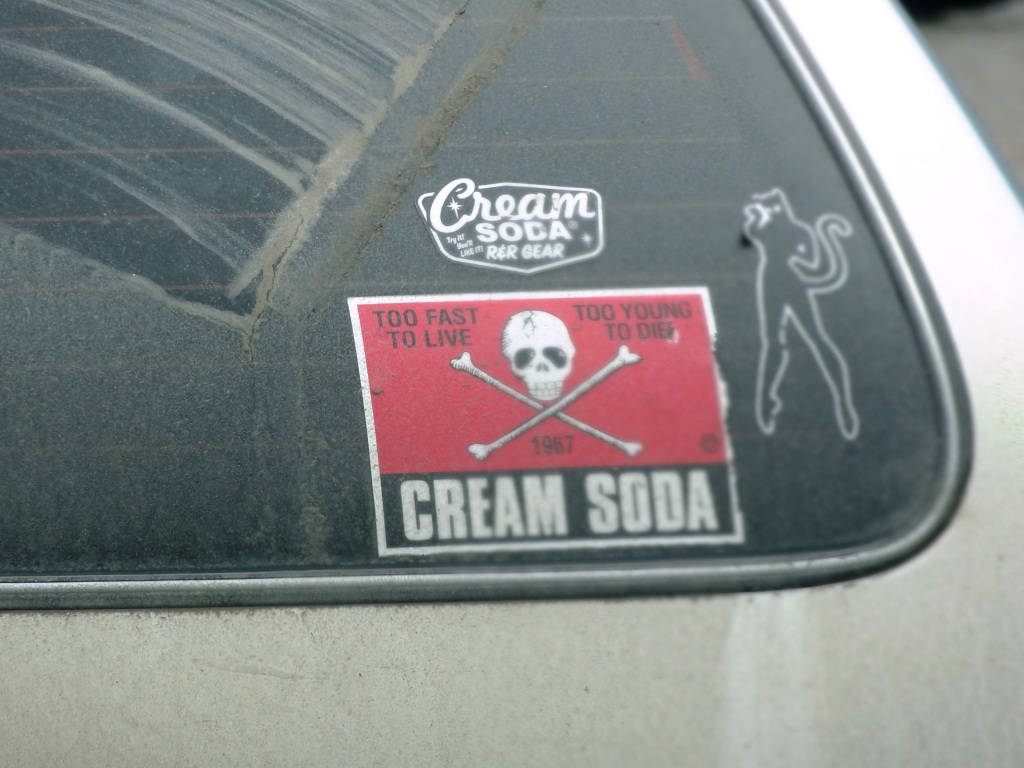 Cream
SODA®
Try it! You'll LIKE IT!
R&R GEAR
TOO FAST
TO LIVE
TOO YOUNG
TO DIE
1967
CREAM SODA